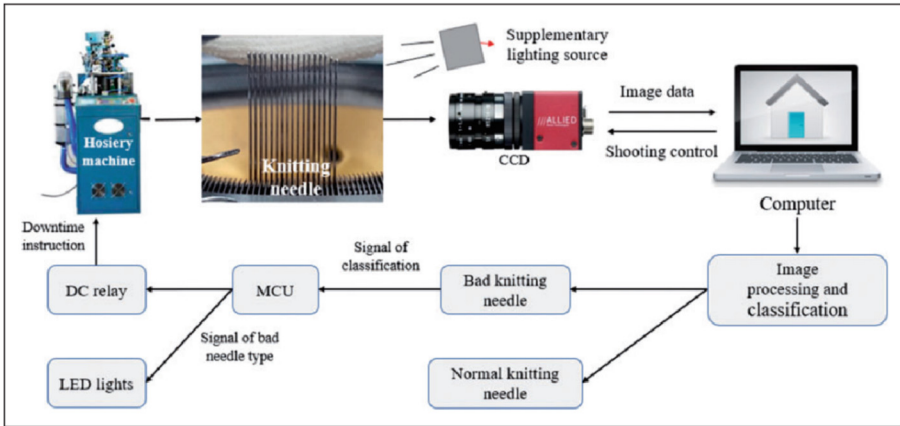 Supplementary
lighting source
Hosiery
machine
Knitting
needle
///ALLIED
CCD
Image data
Shooting control
Computer
Downtime
instruction
Signal of
classification
DC relay
MCU
Bad knitting
needle
Image
processing and
classification
Signal of bad
needle type
LED lights
Normal knitting
needle